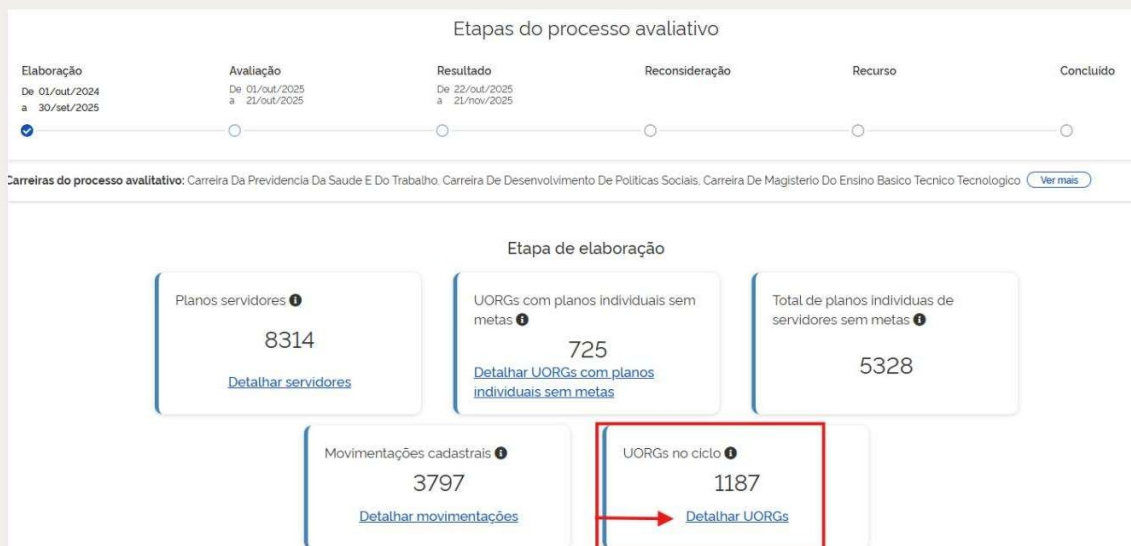 Etapas do processo avaliativo
Elaboração
De 01/out/2024
a 30/set/2025
Avaliação
De 01/out/2025
a 21/out/2025
Resultado
De 22/out/2025
a 21/nov/2025
Reconsideração
Recurso
Concluído
Carreiras do processo avalitativo: Carreira Da Previdencia Da Saude E Do Trabalho, Carreira De Desenvolvimento De Politicas Sociais, Carreira De Magisterio Do Ensino Basico Tecnico Tecnologico Ver mais
Etapa de elaboração
Planos servidores
8314
Detalhar servidores
UORGs com planos individuais sem
metas
725
Detalhar UORGs com planos
individuais sem metas
Total de planos individuas de
servidores sem metas
5328
Movimentações cadastrais
3797
Detalhar movimentações
UORGs no ciclo
1187
Detalhar UORGs